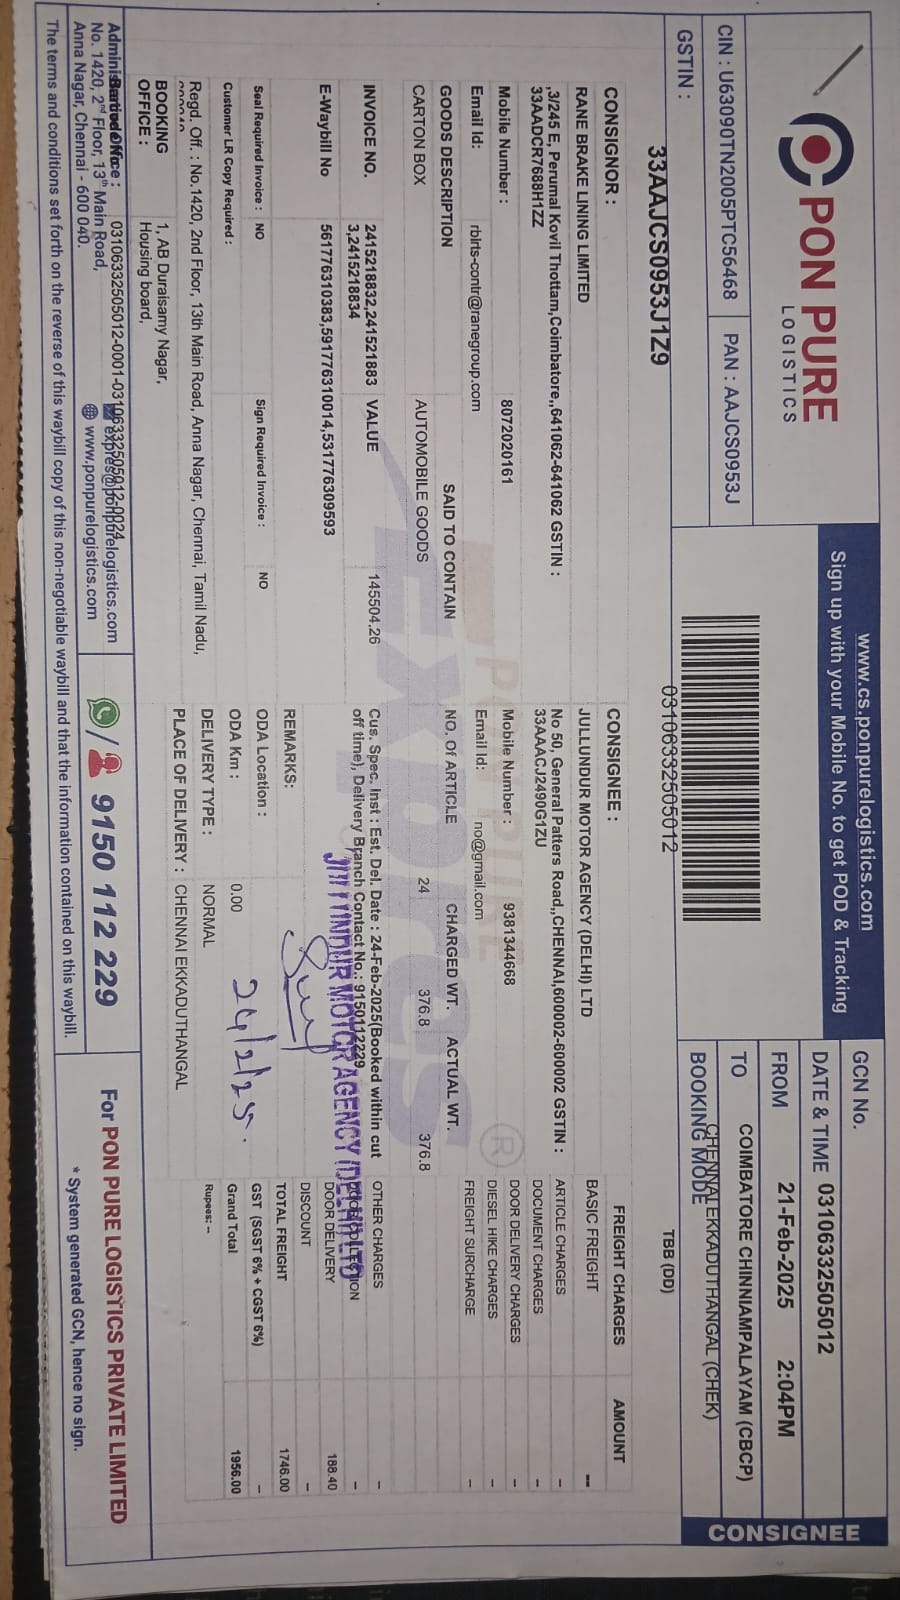 PON PURE
LOGISTICS
www.cs.ponpurelogistics.com
Sign up with your Mobile No. to get POD & Tracking
CIN : U63090TN2005PTC56468
PAN : AAJCS0953J
GSTIN :
33AAJCS0953J1Z9
03106332505012
GCN No.
DATE & TIME 03106332505012
FROM 21-Feb-2025 2:04PM
TO COIMBATORE CHINNIAMPALAYAM (CBCP)
CHENNAI EKKADUTHANGAL (CHEK)
BOOKING MODE
TBB (DD)
CONSIGNEE
CONSIGNOR :
RANE BRAKE LINING LIMITED
,3/245 E, Perumal Kovil Thottam,Coimbatore,,641062-641062 GSTIN :
33AADCR7688H1ZZ
Mobile Number : 8072020161
Email Id: rbirts-contr@ranegroup.com
CONSIGNEE :
JULLUNDUR MOTOR AGENCY (DELHI) LTD
No 50, General Patters Road,,CHENNAI,600002-600002 GSTIN :
33AAACJ2490G1ZU
Mobile Number : 9381344668
Email Id: no@gmail.com
GOODS DESCRIPTION SAID TO CONTAIN NO. Of ARTICLE CHARGED WT. ACTUAL WT.
CARTON BOX AUTOMOBILE GOODS 24 376.8 376.8
PON PURE
Expres
®
INVOICE NO. 2415218832,241521883
3,2415218834
VALUE 145504.26
E-Waybill No 561776310383,591776310014,531776309593
Seal Required Invoice : NO
Sign Required Invoice : NO
Customer LR Copy Required :
Cus. Spec. Inst : Est. Del. Date : 24-Feb-2025(Booked within cut
off time), Delivery Branch Contact No.: 9150112229
JULLUNDUR MOTOR AGENCY (DELHI) LTD
REMARKS:
ODA Location :
ODA Km : 0.00
24/2/25.
DELIVERY TYPE : NORMAL
PLACE OF DELIVERY : CHENNAI EKKADUTHANGAL
FREIGHT CHARGES AMOUNT
BASIC FREIGHT --
ARTICLE CHARGES –
DOCUMENT CHARGES –
DOOR DELIVERY CHARGES –
DIESEL HIKE CHARGES –
FREIGHT SURCHARGE –
OTHER CHARGES –
DOOR COLLECTION –
DOOR DELIVERY 188.40
DISCOUNT –
TOTAL FREIGHT 1746.00
GST (SGST 6% + CGST 6%) –
Grand Total 1956.00
Rupees: –
Regd. Off. : No.1420, 2nd Floor, 13th Main Road, Anna Nagar, Chennai, Tamil Nadu,
BOOKING
OFFICE :
1, AB Duraisamy Nagar,
Housing board,
03106332505012-0001-03106332505012-0024
Administrative Office :
No. 1420, 2nd Floor, 13th Main Road,
Anna Nagar, Chennai - 600 040.
expres@ponpurelogistics.com
www.ponpurelogistics.com
/ 9150 112 229
For PON PURE LOGISTICS PRIVATE LIMITED
* System generated GCN, hence no sign.
The terms and conditions set forth on the reverse of this waybill copy of this non-negotiable waybill and that the information contained on this waybill.